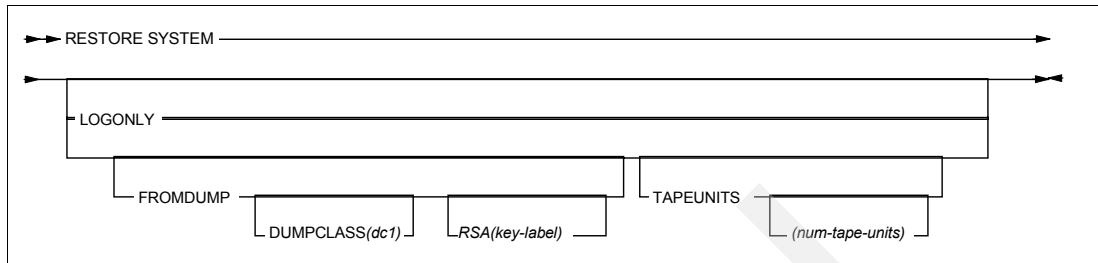 RESTORE SYSTEM
LOGONLY
FROMDUMP TAPEUNITS
DUMPCLASS(dc1) RSA(key-label) (num-tape-units)